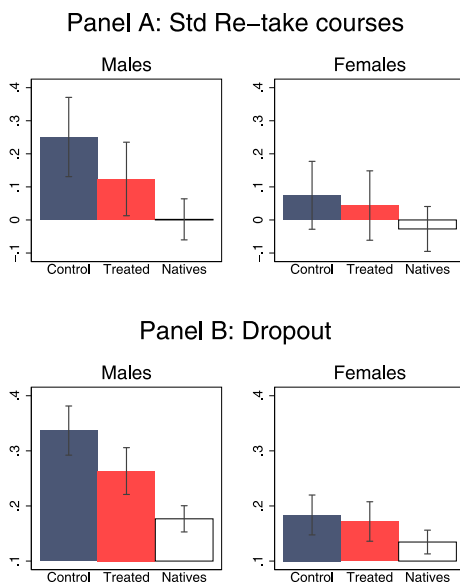 Panel A: Std Re-take courses
Males
Females
.4
.3
.2
.1
0
-.1
Control Treated Natives
.4
.3
.2
.1
0
-.1
Control Treated Natives
Panel B: Dropout
Males
Females
.4
.3
.2
.1
Control Treated Natives
.4
.3
.2
.1
Control Treated Natives